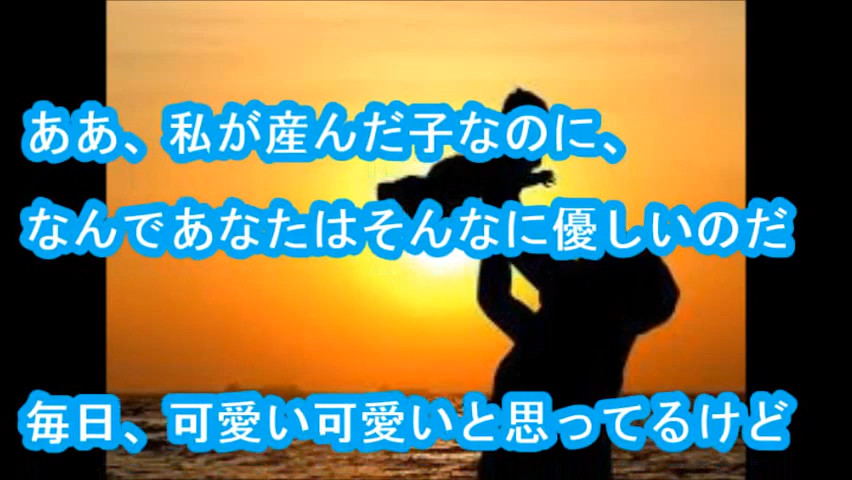 ああ、私が産んだ子なのに、
なんであなたはそんなに優しいのだ
毎日、可愛い可愛いと思ってるけど